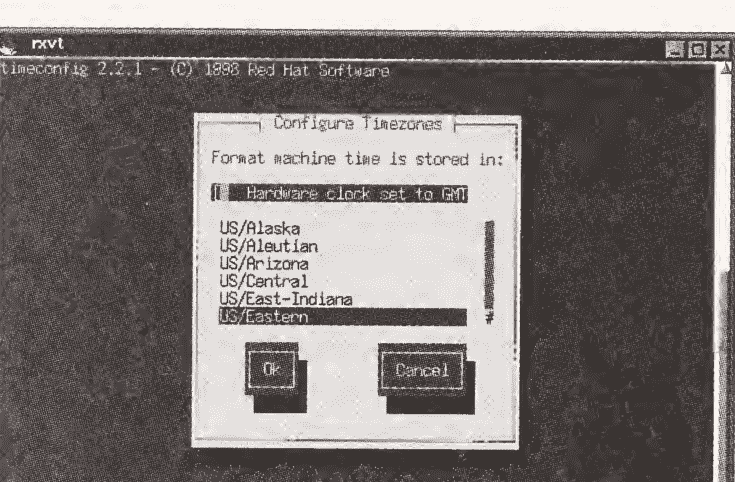 rxvt
timeconfig 2.2.1 - (C) 1998 Red Hat Software
Configure Timezones
Format machine time is stored in:
[ ] Hardware clock set to GMT
US/Alaska
US/Aleutian
US/Arizona
US/Central
US/East-Indiana
US/Eastern
#
Ok
Cancel